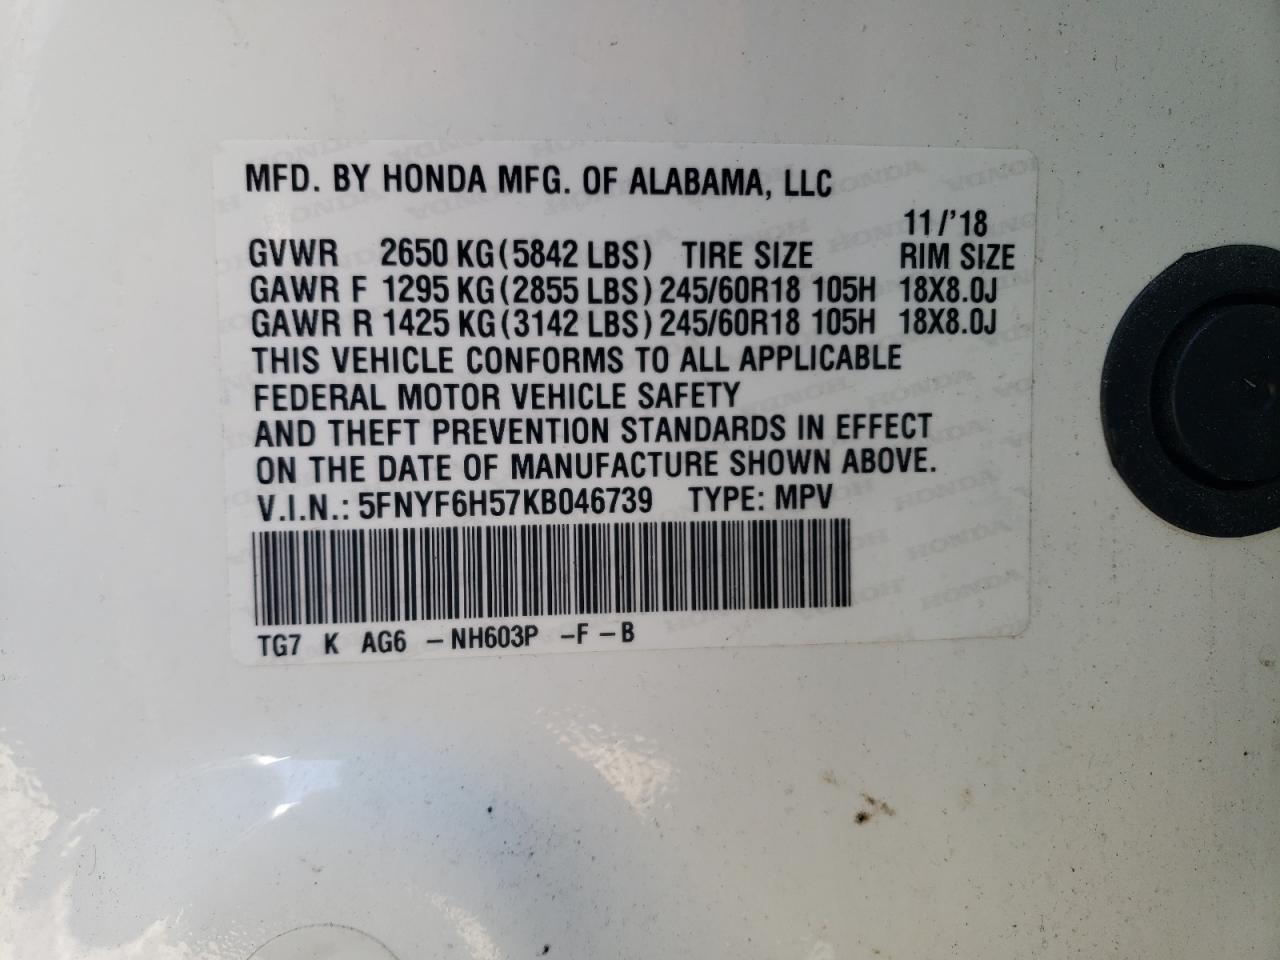 MFD. BY HONDA MFG. OF ALABAMA, LLC
11/'18
GVWR 2650 KG(5842 LBS) TIRE SIZE RIM SIZE
GAWR F 1295 KG(2855 LBS) 245/60R18 105H 18X8.0J
GAWR R 1425 KG(3142 LBS) 245/60R18 105H 18X8.0J
THIS VEHICLE CONFORMS TO ALL APPLICABLE
FEDERAL MOTOR VEHICLE SAFETY
AND THEFT PREVENTION STANDARDS IN EFFECT
ON THE DATE OF MANUFACTURE SHOWN ABOVE.
V.I.N.: 5FNYF6H57KB046739 TYPE: MPV
TG7 K AG6 -NH603P -F-B